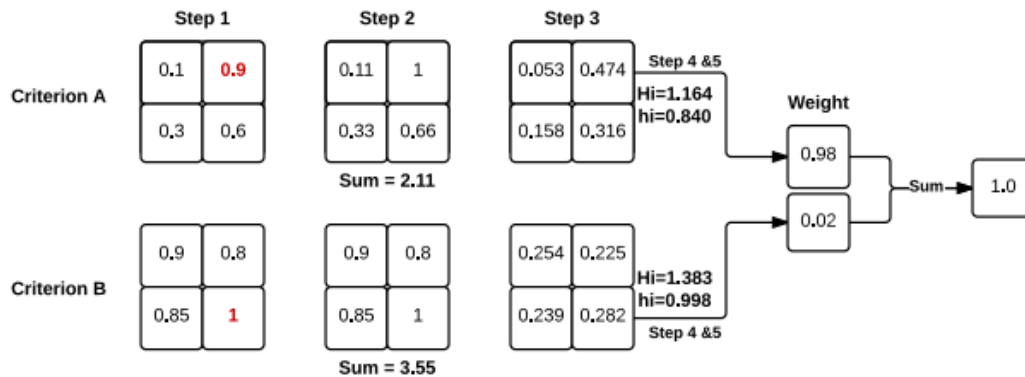 Step 1 Step 2 Step 3
Criterion A
0.1 0.9
0.3 0.6
0.11 1
0.33 0.66
Sum = 2.11
0.053 0.474
0.158 0.316
Step 4 &5
Hi=1.164
hi=0.840
Weight
0.98
0.02
Sum
1.0
Criterion B
0.9 0.8
0.85 1
0.9 0.8
0.85 1
Sum = 3.55
0.254 0.225
0.239 0.282
Hi=1.383
hi=0.998
Step 4 &5